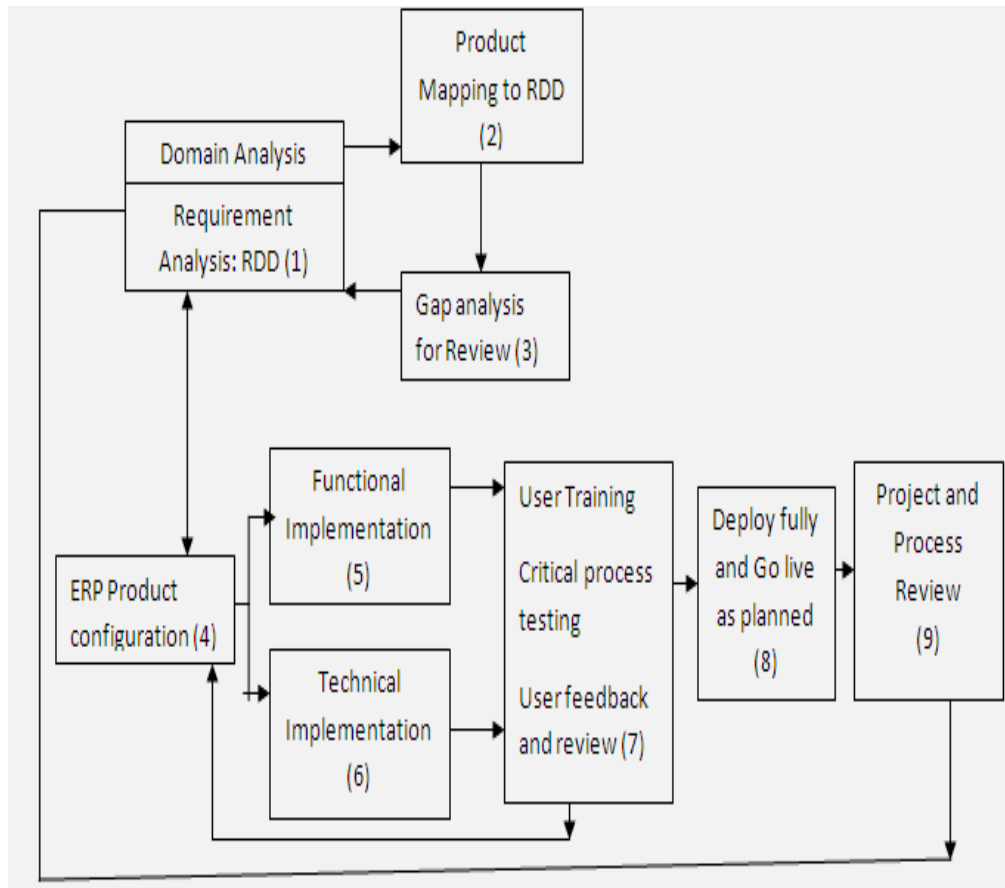 Product
Mapping to RDD
(2)
Domain Analysis
Requirement
Analysis: RDD (1)
Gap analysis
for Review (3)
ERP Product
configuration (4)
Functional
Implementation
(5)
Technical
Implementation
(6)
User Training
Critical process
testing
User feedback
and review (7)
Deploy fully
and Go live
as planned
(8)
Project and
Process
Review
(9)